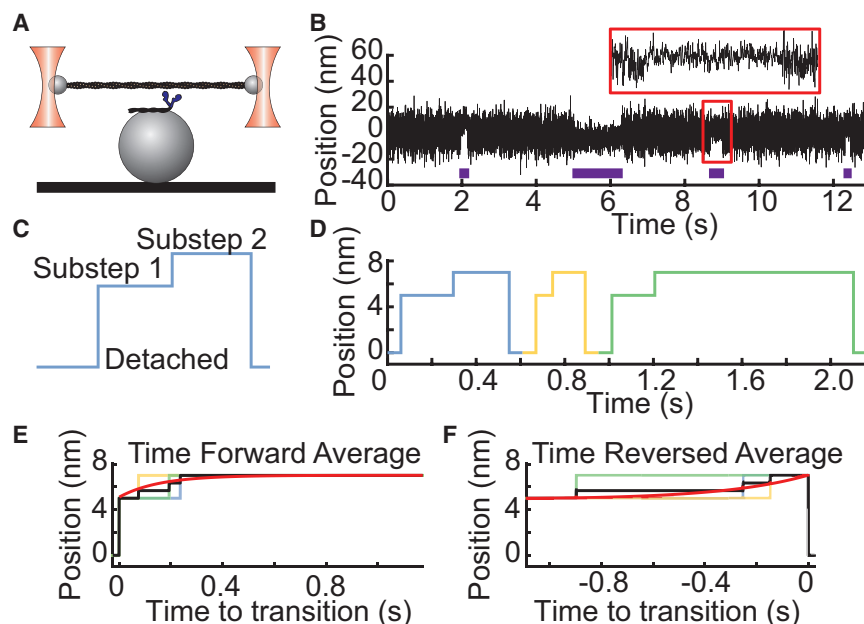 A
B
Position (nm)
60
40
20
0
-20
-40
0 2 4 6 8 10 12
Time (s)
C
Substep 2
Substep 1
Detached
D
Position (nm)
8
4
0
0 0.4 0.8 1.2 1.6 2.0
Time (s)
E
Time Forward Average
Position (nm)
8
4
0
0 0.4 0.8
Time to transition (s)
F
Time Reversed Average
Position (nm)
8
4
0
-0.8 -0.4 0
Time to transition (s)